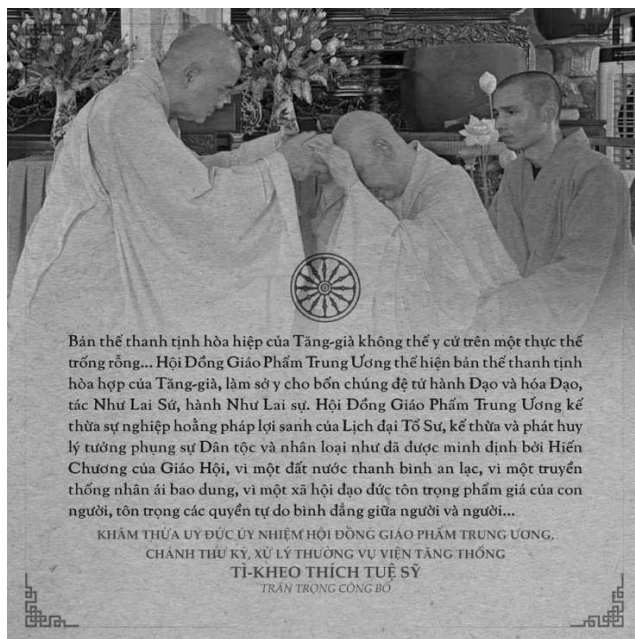 Bản thể thanh tịnh hòa hiệp của Tăng-già không thể y cứ trên một thực thể
trống rỗng... Hội Đồng Giáo Phẩm Trung Ương thể hiện bản thể thanh tịnh
hòa hợp của Tăng-già, làm sở y cho bốn chúng đệ tử hành Đạo và hóa Đạo,
tác Như Lai Sứ, hành Như Lai sự. Hội Đồng Giáo Phẩm Trung Ương kế
thừa sự nghiệp hoằng pháp lợi sanh của Lịch đại Tổ Sư, kế thừa và phát huy
lý tưởng phụng sự Dân tộc và nhân loại như đã được minh định bởi Hiến
Chương của Giáo Hội, vì một đất nước thanh bình an lạc, vì một truyền
thống nhân ái bao dung, vì một xã hội đạo đức tôn trọng phẩm giá của con
người, tôn trọng các quyền tự do bình đẳng giữa người và người...
KHÂM THỪA UY ĐỨC ỦY NHIỆM HỘI ĐỒNG GIÁO PHẨM TRUNG ƯƠNG,
CHÁNH THƯ KÝ, XỬ LÝ THƯỜNG VỤ VIỆN TĂNG THỐNG
TỲ-KHEO THÍCH TUỆ SỸ
TRÂN TRỌNG CÔNG BỐ